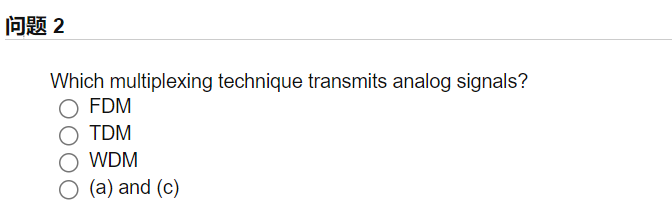 问题 2
Which multiplexing technique transmits analog signals?
FDM
TDM
WDM
(a) and (c)